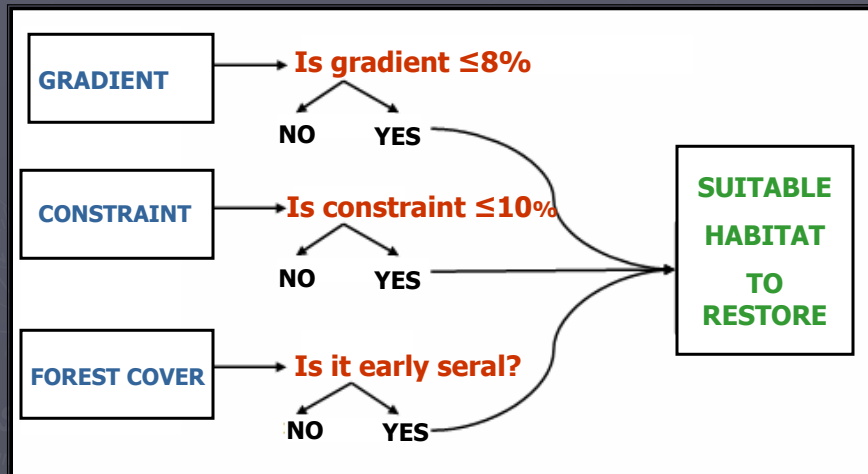 GRADIENT
Is gradient ≤8%
NO YES
CONSTRAINT
Is constraint ≤10%
NO YES
FOREST COVER
Is it early seral?
NO YES
SUITABLE
HABITAT
TO
RESTORE